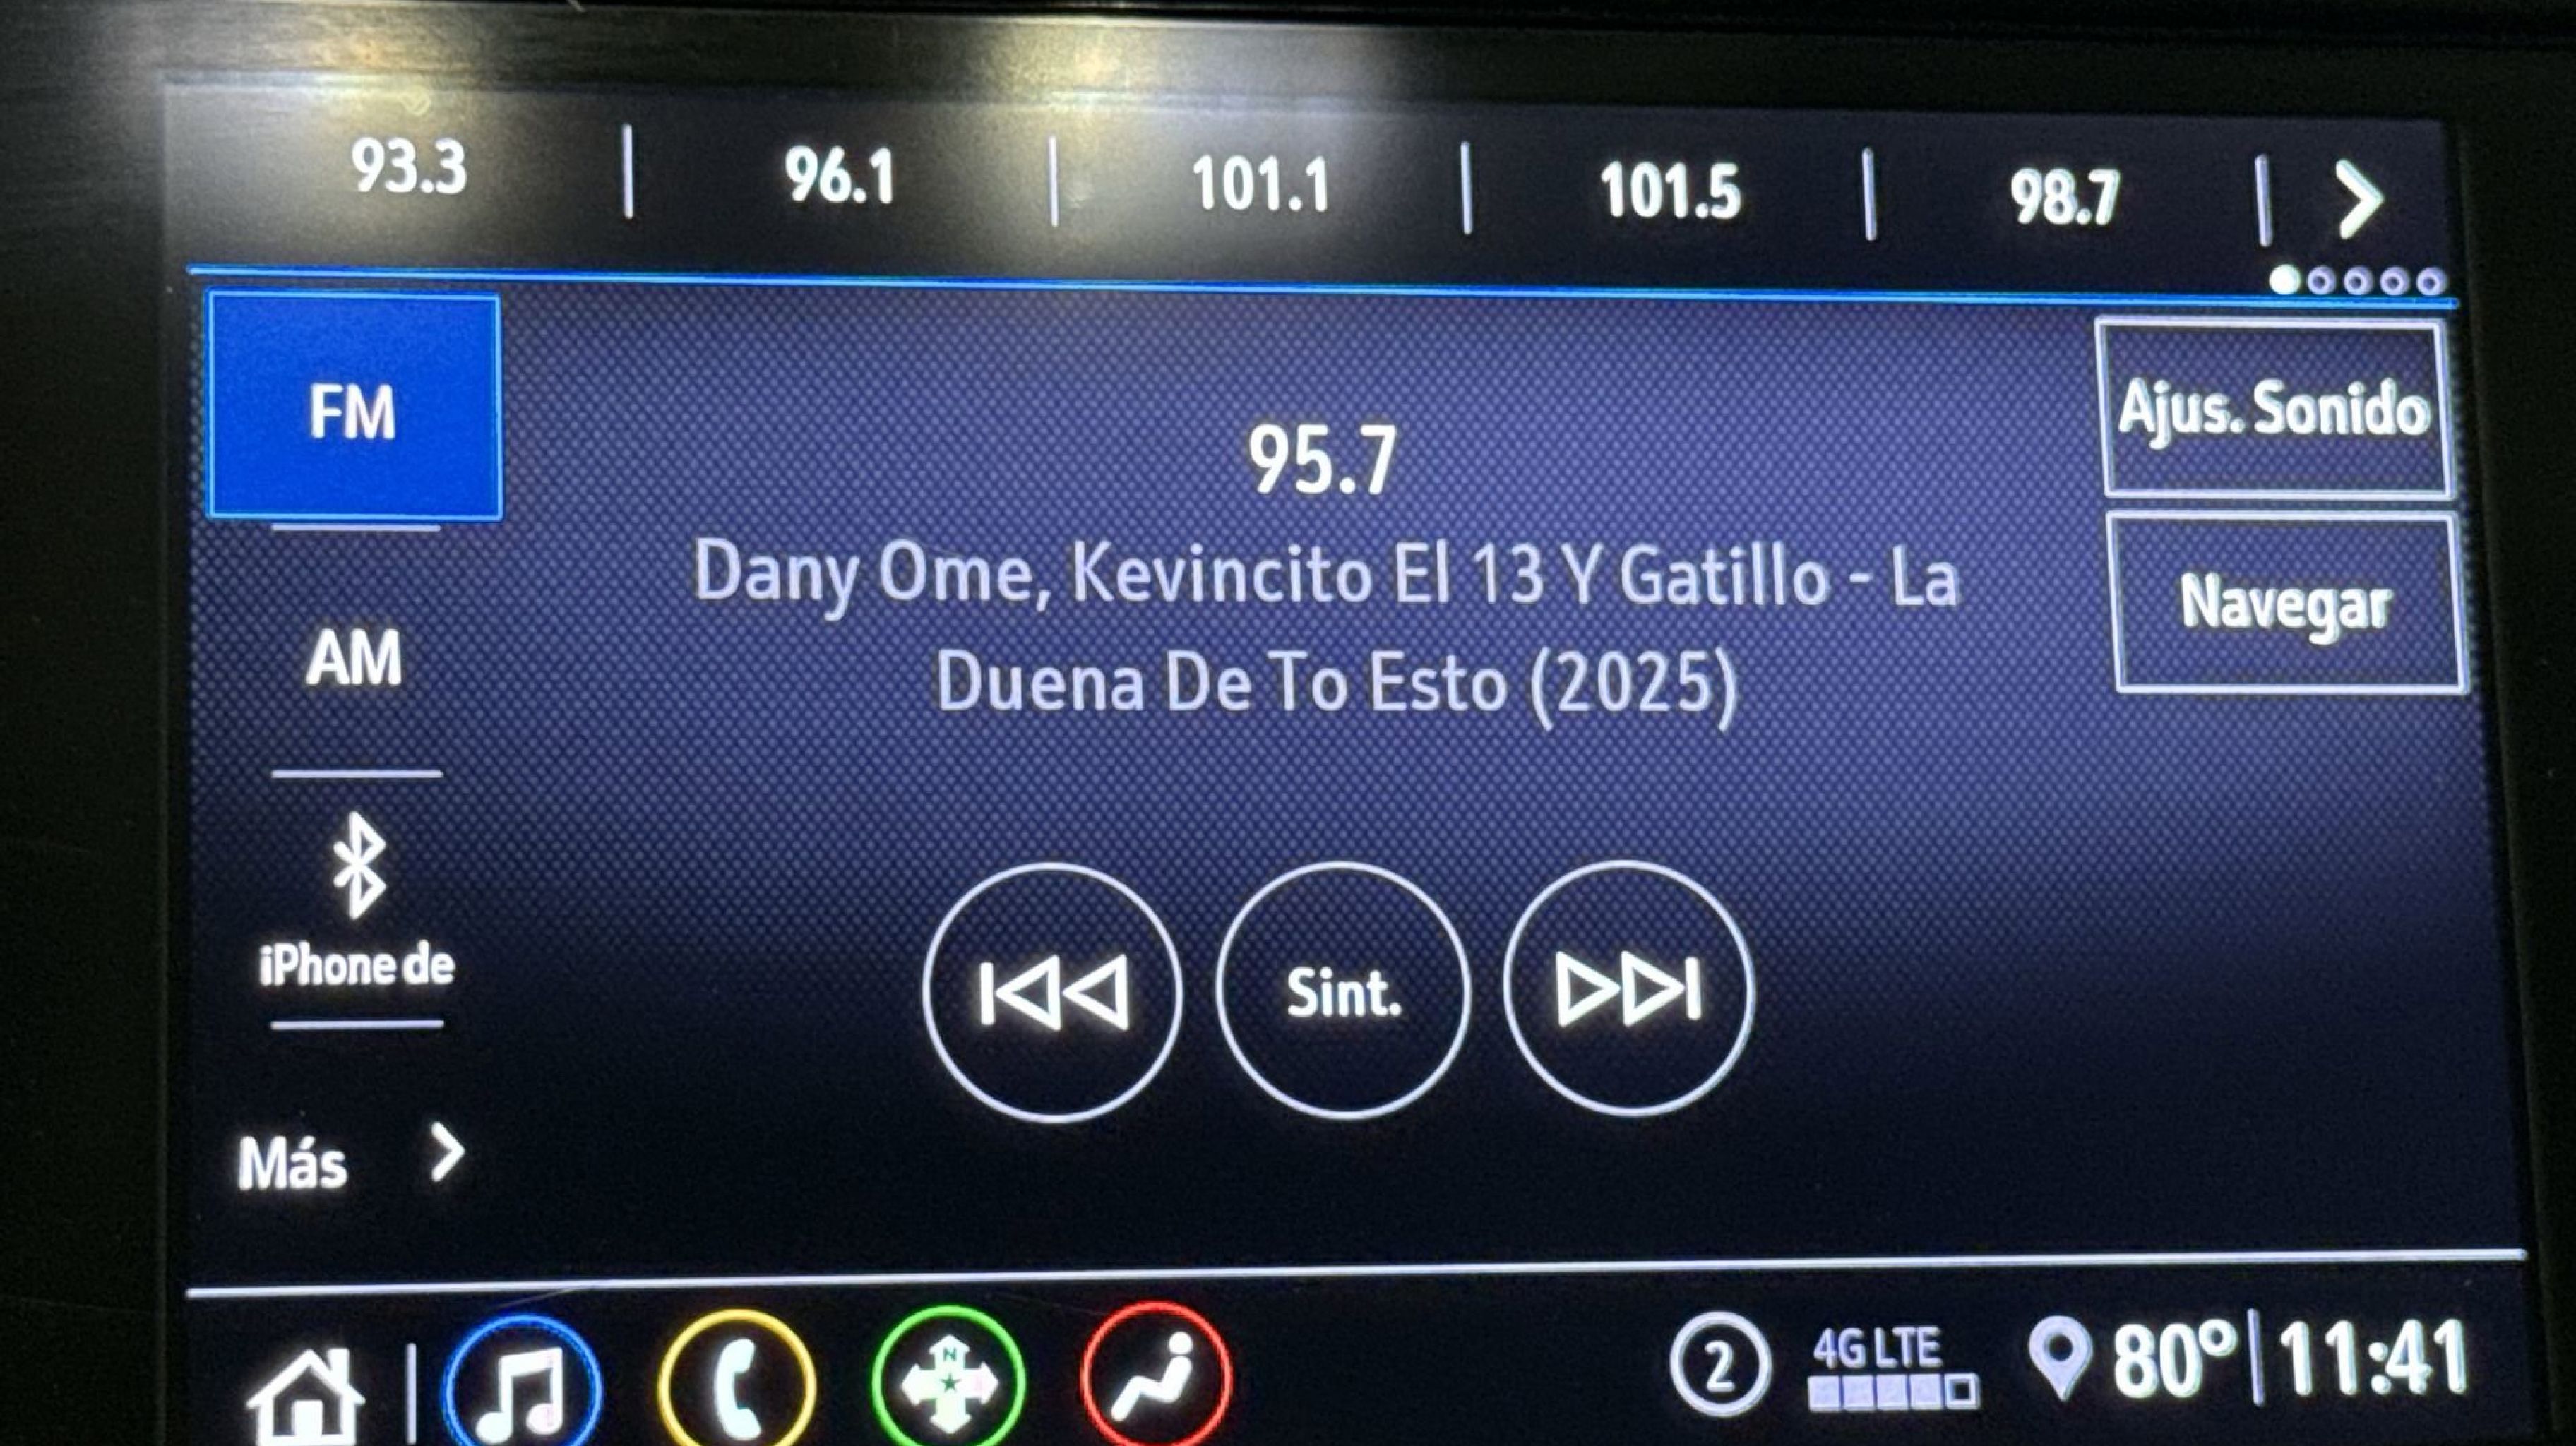 93.3 | 96.1 | 101.1 | 101.5 | 98.7
FM
Ajus. Sonido
95.7
Dany Ome, Kevincito El 13 Y Gatillo - La
Duena De To Esto (2025)
Navegar
AM
iPhone de
Sint.
Más
N
2
4G LTE
80°
11:41